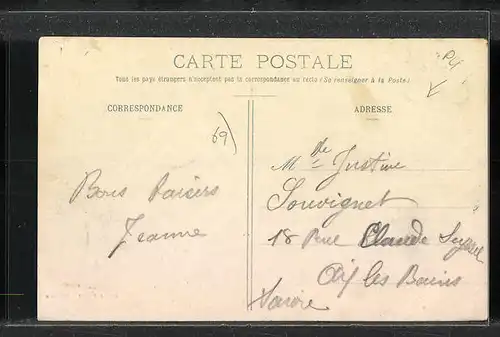 CARTE POSTALE
Tous les pays étrangers n'acceptent pas la correspondance au recto (Se renseigner à la Poste)
CORRESPONDANCE
ADRESSE
69)
Bons Baisers
Jeanne
Mlle Justine
Souvignet
18 Rue Claude
Aix les Bains
Savoie